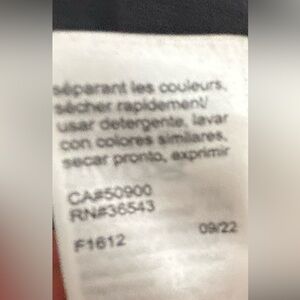 séparant les couleurs,
sécher rapidement/
usar detergente, lavar
con colores similares,
secar pronto, exprimir
CA#50900
RN#36543
F1612 09/22